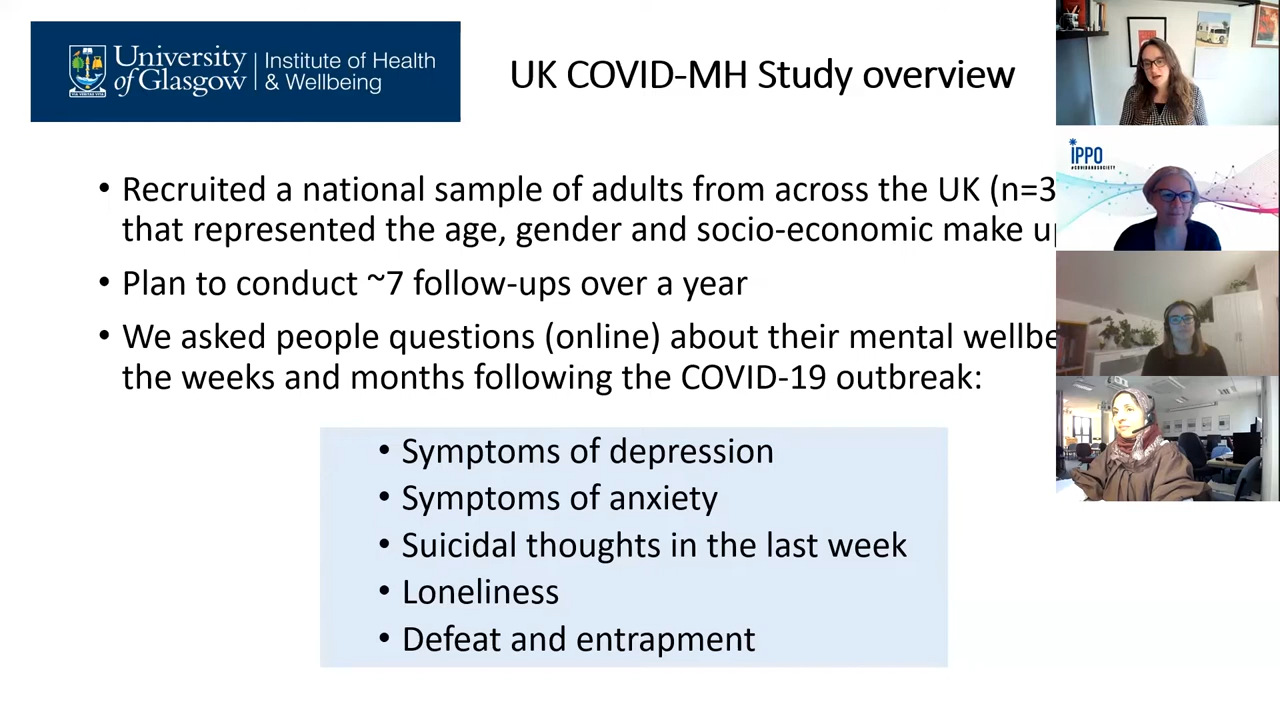 University
of Glasgow
Institute of Health
& Wellbeing
UK COVID-MH Study overview
• Recruited a national sample of adults from across the UK (n=3
that represented the age, gender and socio-economic make
• Plan to conduct ~7 follow-ups over a year
• We asked people questions (online) about their mental
the weeks and months following the COVID-19 outbreak:
• Symptoms of depression
• Symptoms of anxiety
• Suicidal thoughts in the last week
• Loneliness
• Defeat and entrapment
IPPO
#COVIDANDSOCIETY